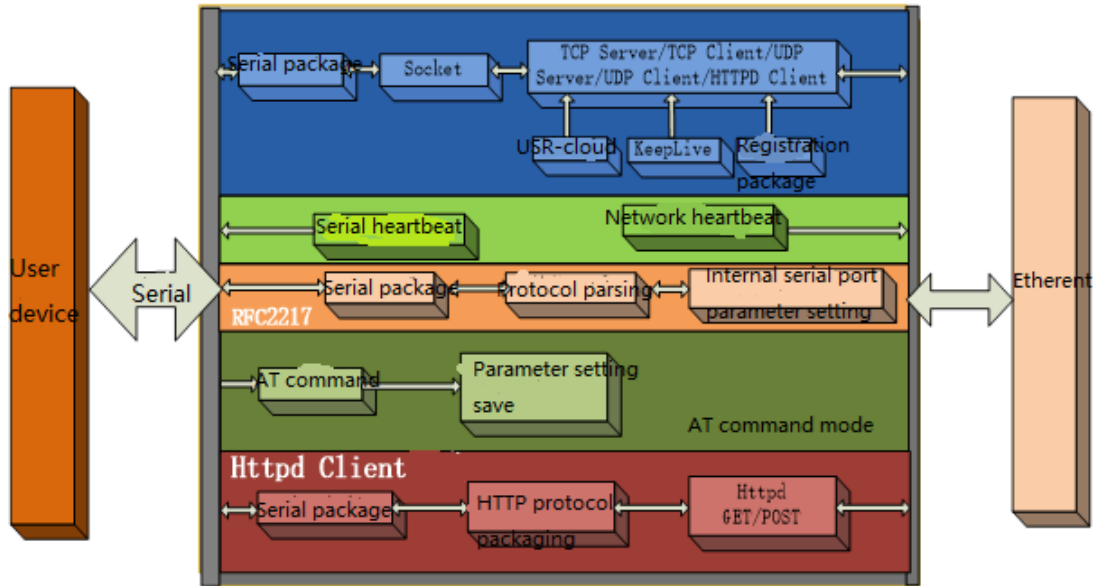 Serial package
Socket
TCP Server/TCP Client/UDP
Server/UDP Client/HTTPD Client
USR-cloud
KeepLive
Registration
package
Serial heartbeat
Network heartbeat
User
device
Serial
Serial package
Protocol parsing
Internal serial port
parameter setting
RFC2217
Etherent
AT command
Parameter setting
save
AT command mode
Httpd Client
Serial package
HTTP protocol
packaging
Httpd
GET/POST